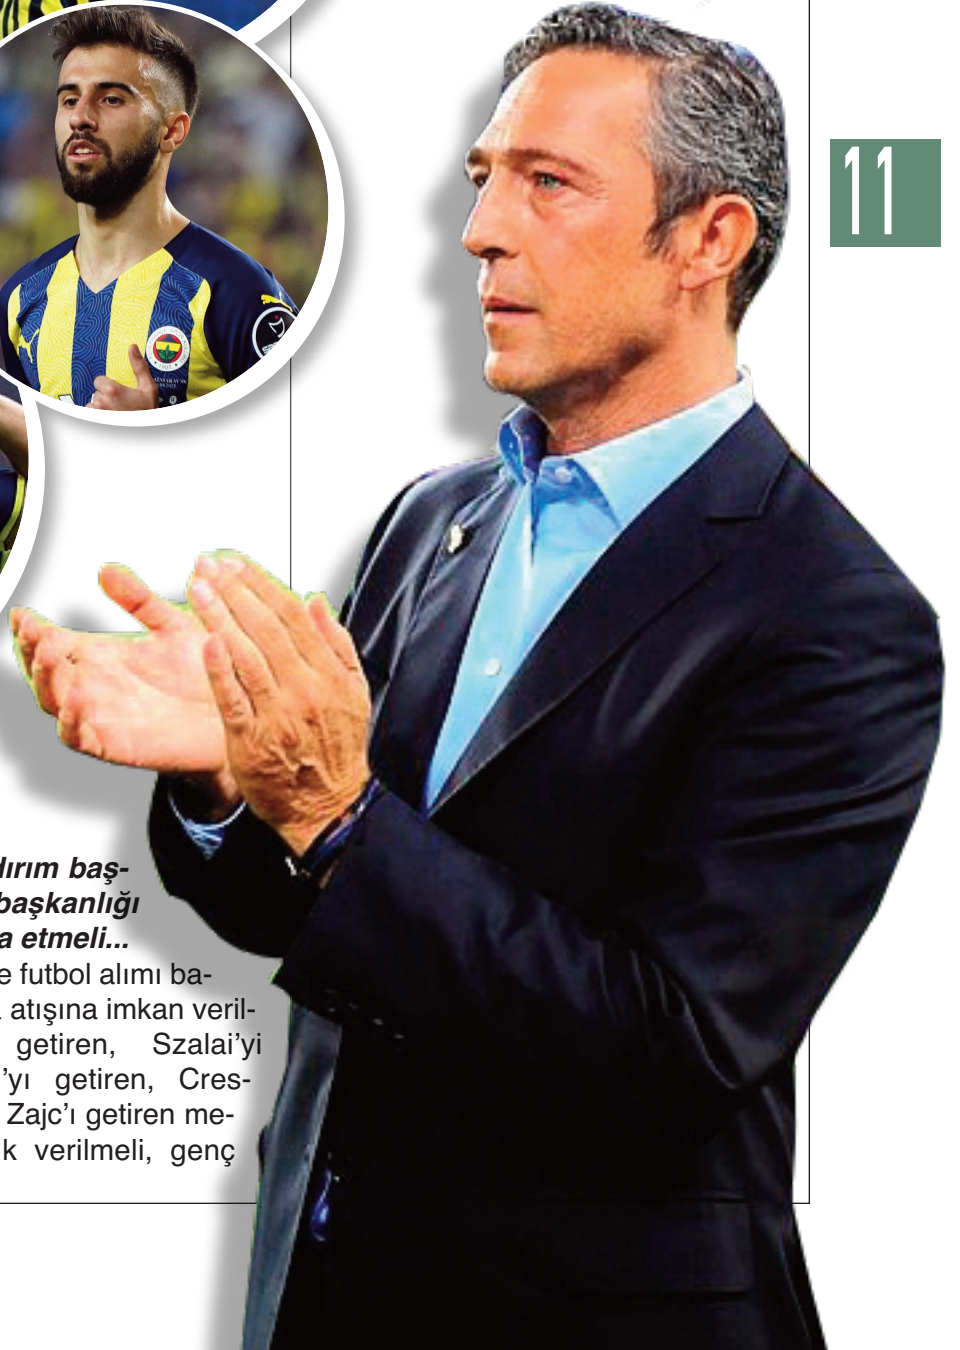 11
baş-
başkanlığı
etmeli...
futbol alımı ba-
atışına imkan veril-
getiren, Szalai'yi
'yı getiren, Cres-
Zajc'ı getiren me-
verilmeli, genç